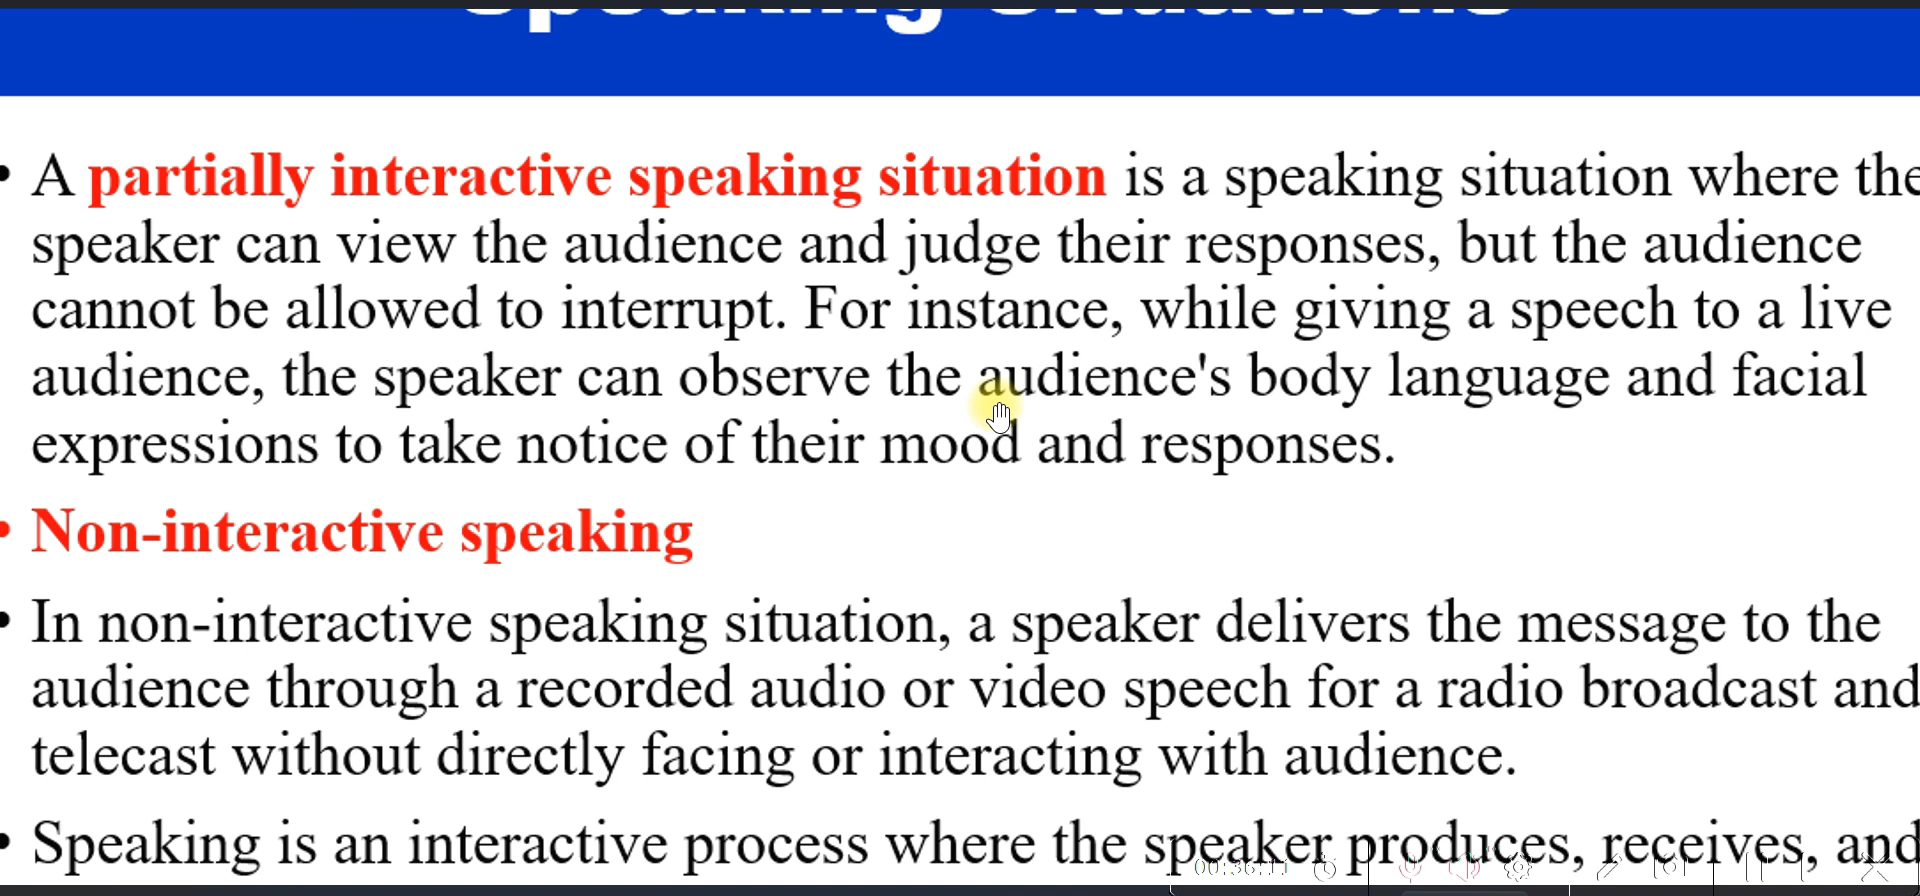 Speaking Situations
• A partially interactive speaking situation is a speaking situation where the
speaker can view the audience and judge their responses, but the audience
cannot be allowed to interrupt. For instance, while giving a speech to a live
audience, the speaker can observe the audience's body language and facial
expressions to take notice of their mood and responses.
• Non-interactive speaking
• In non-interactive speaking situation, a speaker delivers the message to the
audience through a recorded audio or video speech for a radio broadcast and
telecast without directly facing or interacting with audience.
• Speaking is an interactive process where the speaker produces, receives, and
00:36:11